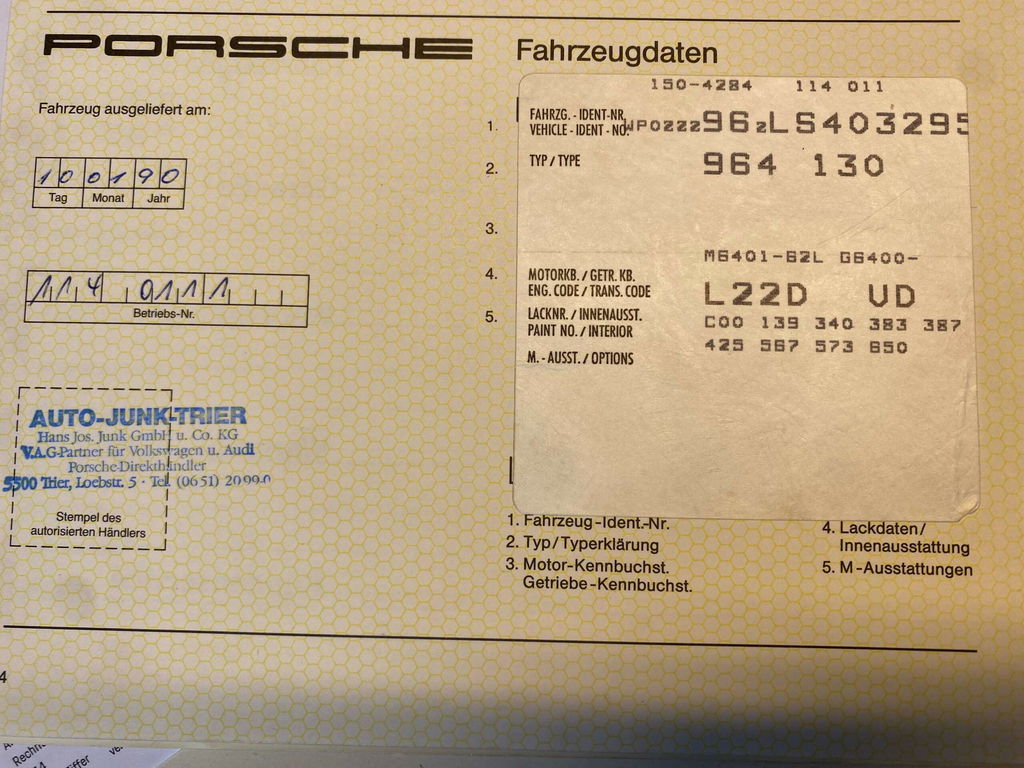 PORSCHE
Fahrzeugdaten
Fahrzeug ausgeliefert am:
10 01 90
Tag Monat Jahr
114 011
Betriebs-Nr.
AUTO-JUNK-TRIER
Hans Jos. Junk GmbH u. Co. KG
V.A.G-Partner für Volkswagen u. Audi
Porsche-Direkthändler
5500 Trier, Loebstr. 5 · Tel. (06 51) 20 99-0
Stempel des
autorisierten Händlers
150-4284 114 011
1. FAHRZG.-IDENT-NR.
VEHICLE-IDENT-NO. WP0ZZZ96ZLS403295
2. TYP/TYPE 964 130
3.
M6401-62L G6400-
4. MOTORKB./GETR. KB.
ENG. CODE/TRANS. CODE L22D UD
5. LACKNR./INNENAUSST.
PAINT NO./INTERIOR
C00 139 340 383 387
425 567 573 650
M.-AUSST./OPTIONS
1. Fahrzeug-Ident.-Nr.
2. Typ/Typerklärung
3. Motor-Kennbuchst.
Getriebe-Kennbuchst.
4. Lackdaten/
Innenausstattung
5. M-Ausstattungen
4